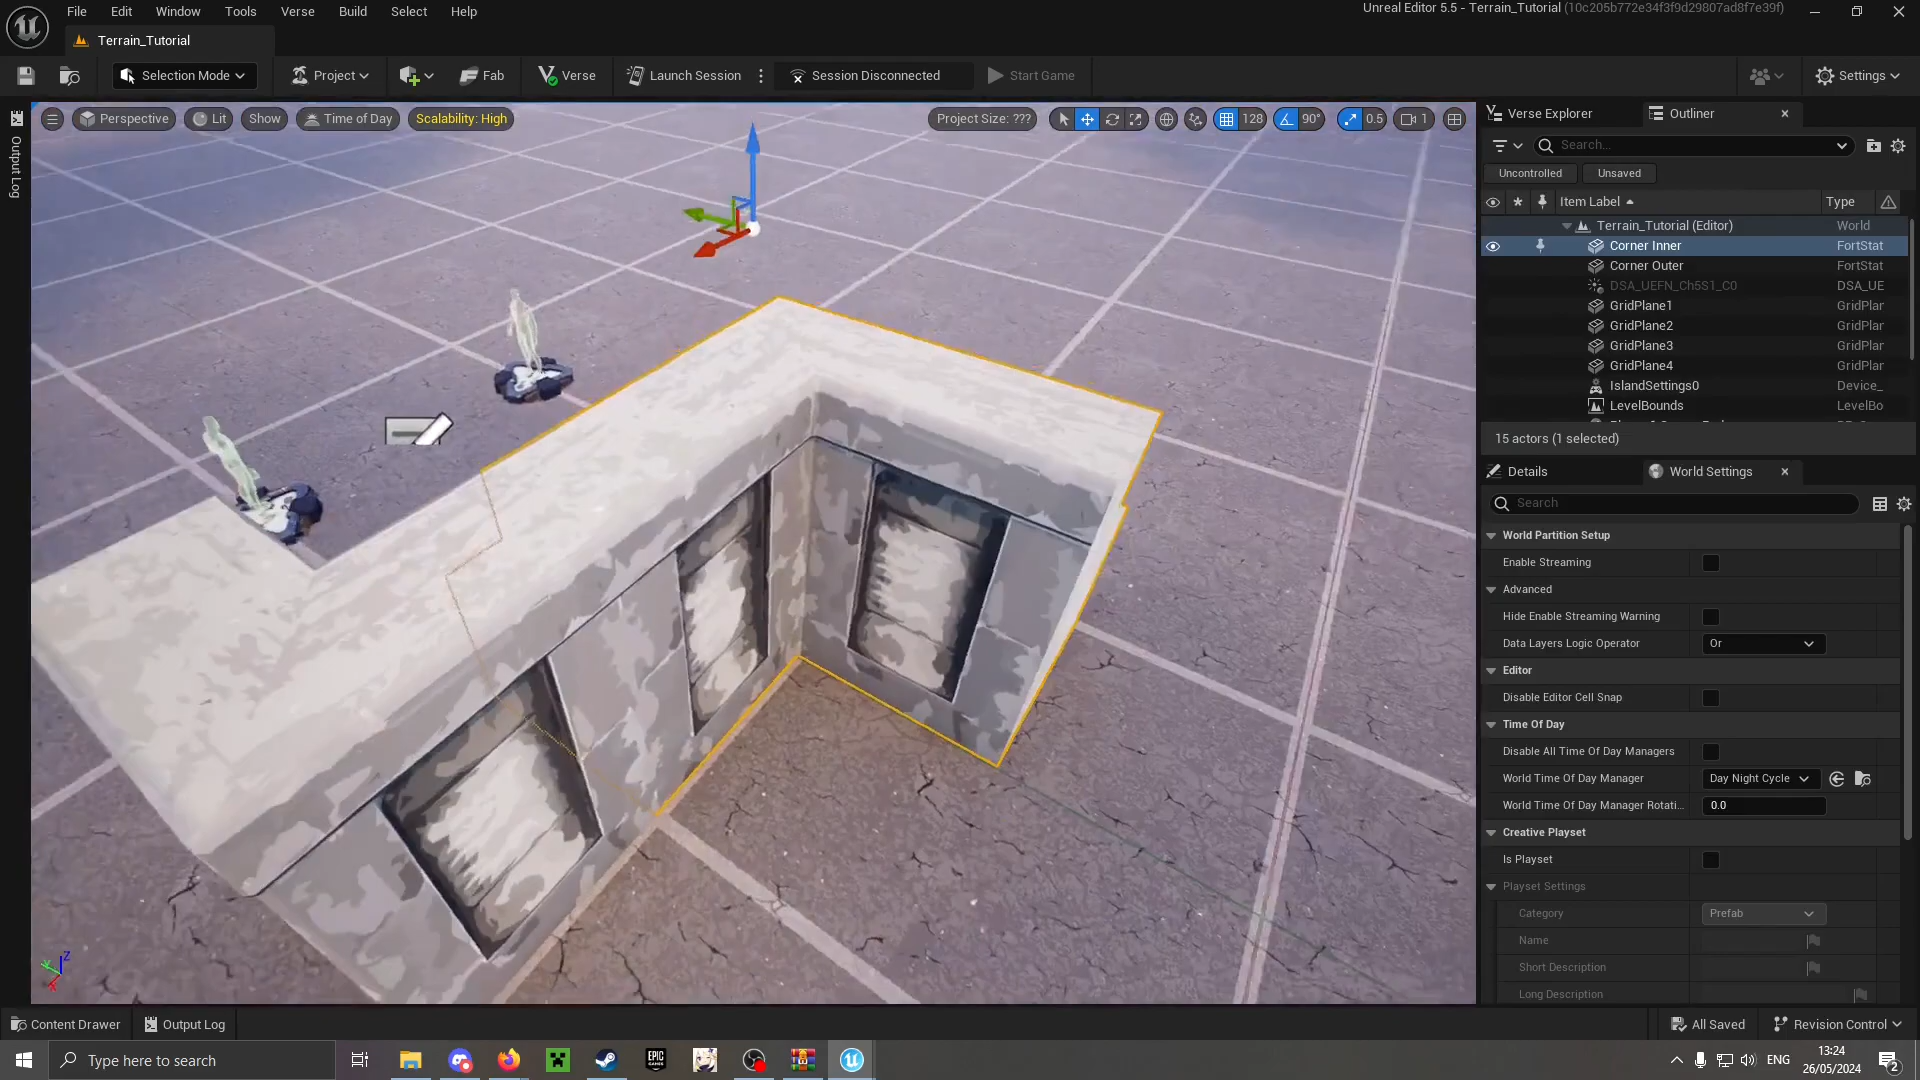 File Edit Window Tools Verse Build Select Help
Unreal Editor 5.5 - Terrain_Tutorial (10c205b772e34f3f9d29807ad8f7e39f)
Terrain_Tutorial
Selection Mode Project Fab Verse Launch Session Session Disconnected Start Game Settings
Output Log
Perspective Lit Show Time of Day Scalability: High Project Size: ??? 128 90° 0.5 1
Verse Explorer Outliner
Search...
Uncontrolled Unsaved
Item Label Type
Terrain_Tutorial (Editor) World
Corner Inner FortStat
Corner Outer FortStat
DSA_UEFN_Ch5S1_C0 DSA_UE
GridPlane1 GridPlar
GridPlane2 GridPlar
GridPlane3 GridPlar
GridPlane4 GridPlar
IslandSettings0 Device_
LevelBounds LevelBo
15 actors (1 selected)
Details World Settings
Search
World Partition Setup
Enable Streaming
Advanced
Hide Enable Streaming Warning
Data Layers Logic Operator Or
Editor
Disable Editor Cell Snap
Time Of Day
Disable All Time Of Day Managers
World Time Of Day Manager Day Night Cycle
World Time Of Day Manager Rotati... 0.0
Creative Playset
Is Playset
Playset Settings
Category Prefab
Name
Short Description
Long Description
Z
Content Drawer Output Log All Saved Revision Control
Type here to search
EPIC GAMES
ENG
13:24
26/05/2024
2